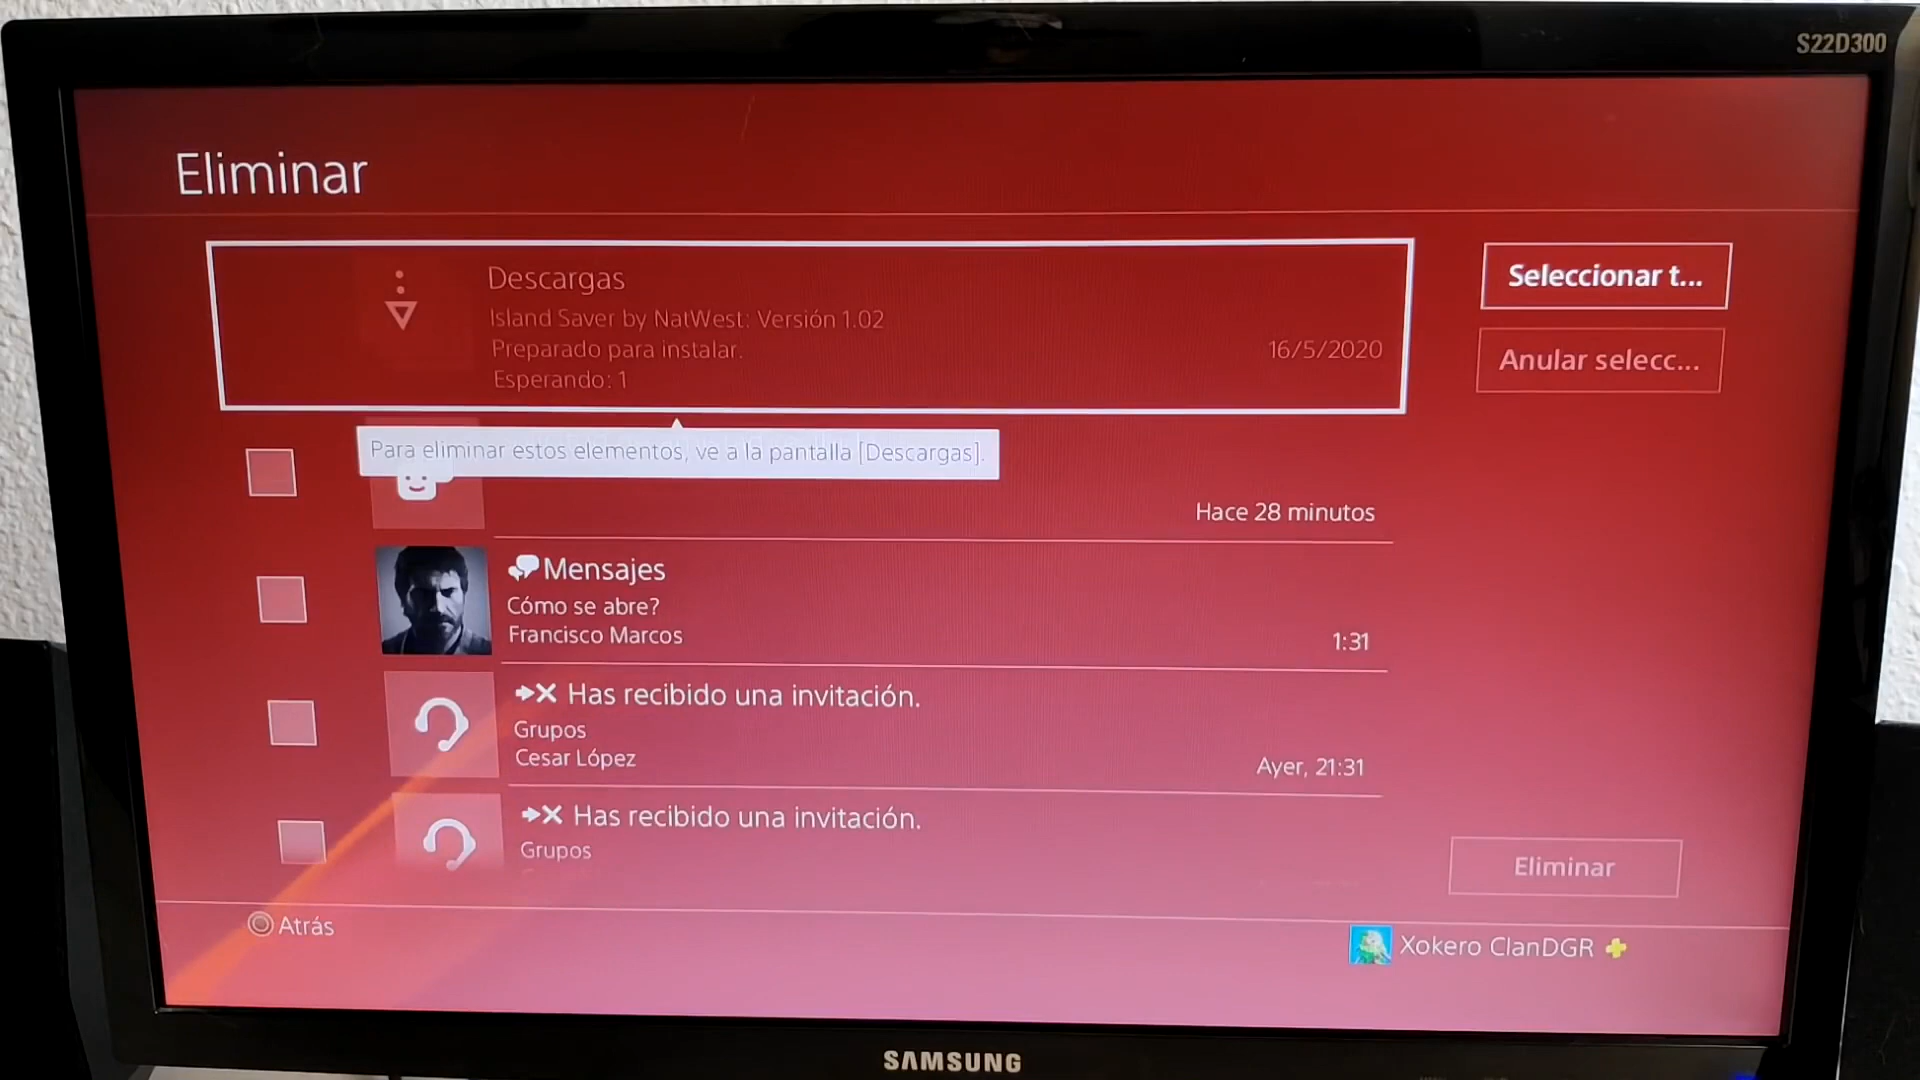 S22D300
Eliminar
Descargas
Island Saver by NatWest: Versión 1.02
Preparado para instalar.
16/5/2020
Esperando: 1
Seleccionar t...
Anular selecc...
Para eliminar estos elementos, ve a la pantalla [Descargas].
Hace 28 minutos
Mensajes
Cómo se abre?
Francisco Marcos
1:31
Has recibido una invitación.
Grupos
Cesar López
Ayer, 21:31
Has recibido una invitación.
Grupos
Eliminar
Atrás
Xokero ClanDGR
SAMSUNG